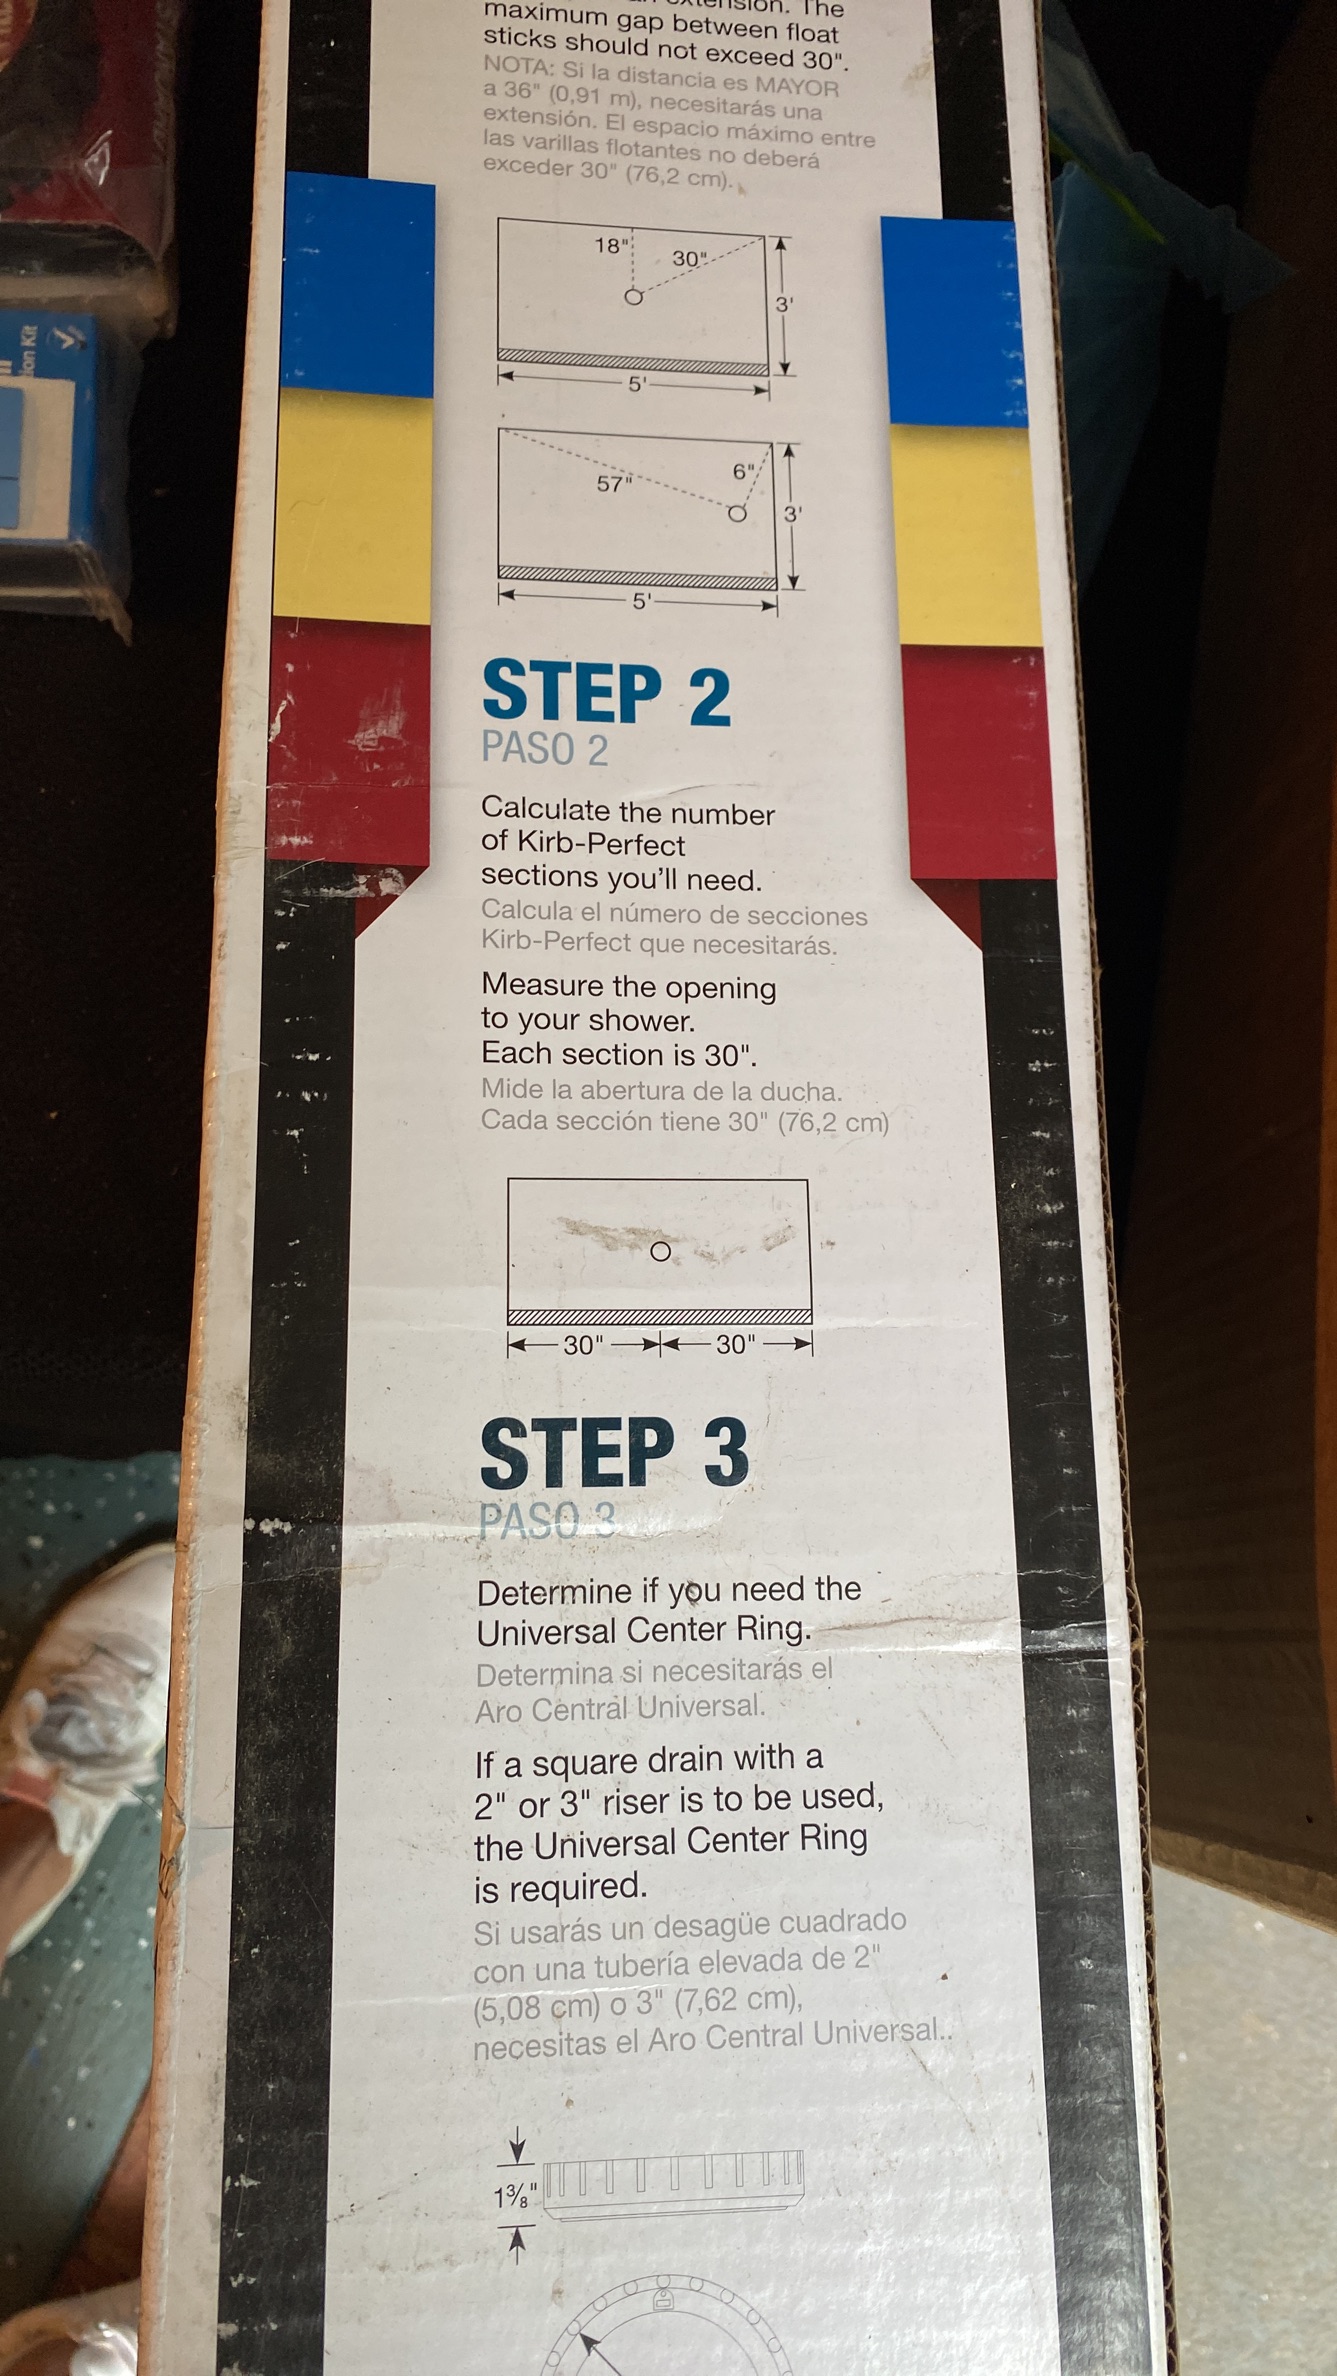 extension. The
maximum gap between float
sticks should not exceed 30".
NOTA: Si la distancia es MAYOR
a 36" (0,91 m), necesitarás una
extensión. El espacio máximo entre
las varillas flotantes no deberá
exceder 30" (76,2 cm).
18"
30"
3'
5'
57"
6"
3'
5'
STEP 2
PASO 2
Calculate the number
of Kirb-Perfect
sections you'll need.
Calcula el número de secciones
Kirb-Perfect que necesitarás.
Measure the opening
to your shower.
Each section is 30".
Mide la abertura de la ducha.
Cada sección tiene 30" (76,2 cm)
30" 30"
STEP 3
PASO 3
Determine if you need the
Universal Center Ring.
Determina si necesitarás el
Aro Central Universal.
If a square drain with a
2" or 3" riser is to be used,
the Universal Center Ring
is required.
Si usarás un desagüe cuadrado
con una tubería elevada de 2"
(5,08 cm) o 3" (7,62 cm),
necesitas el Aro Central Universal..
1⅜"
ion Kit